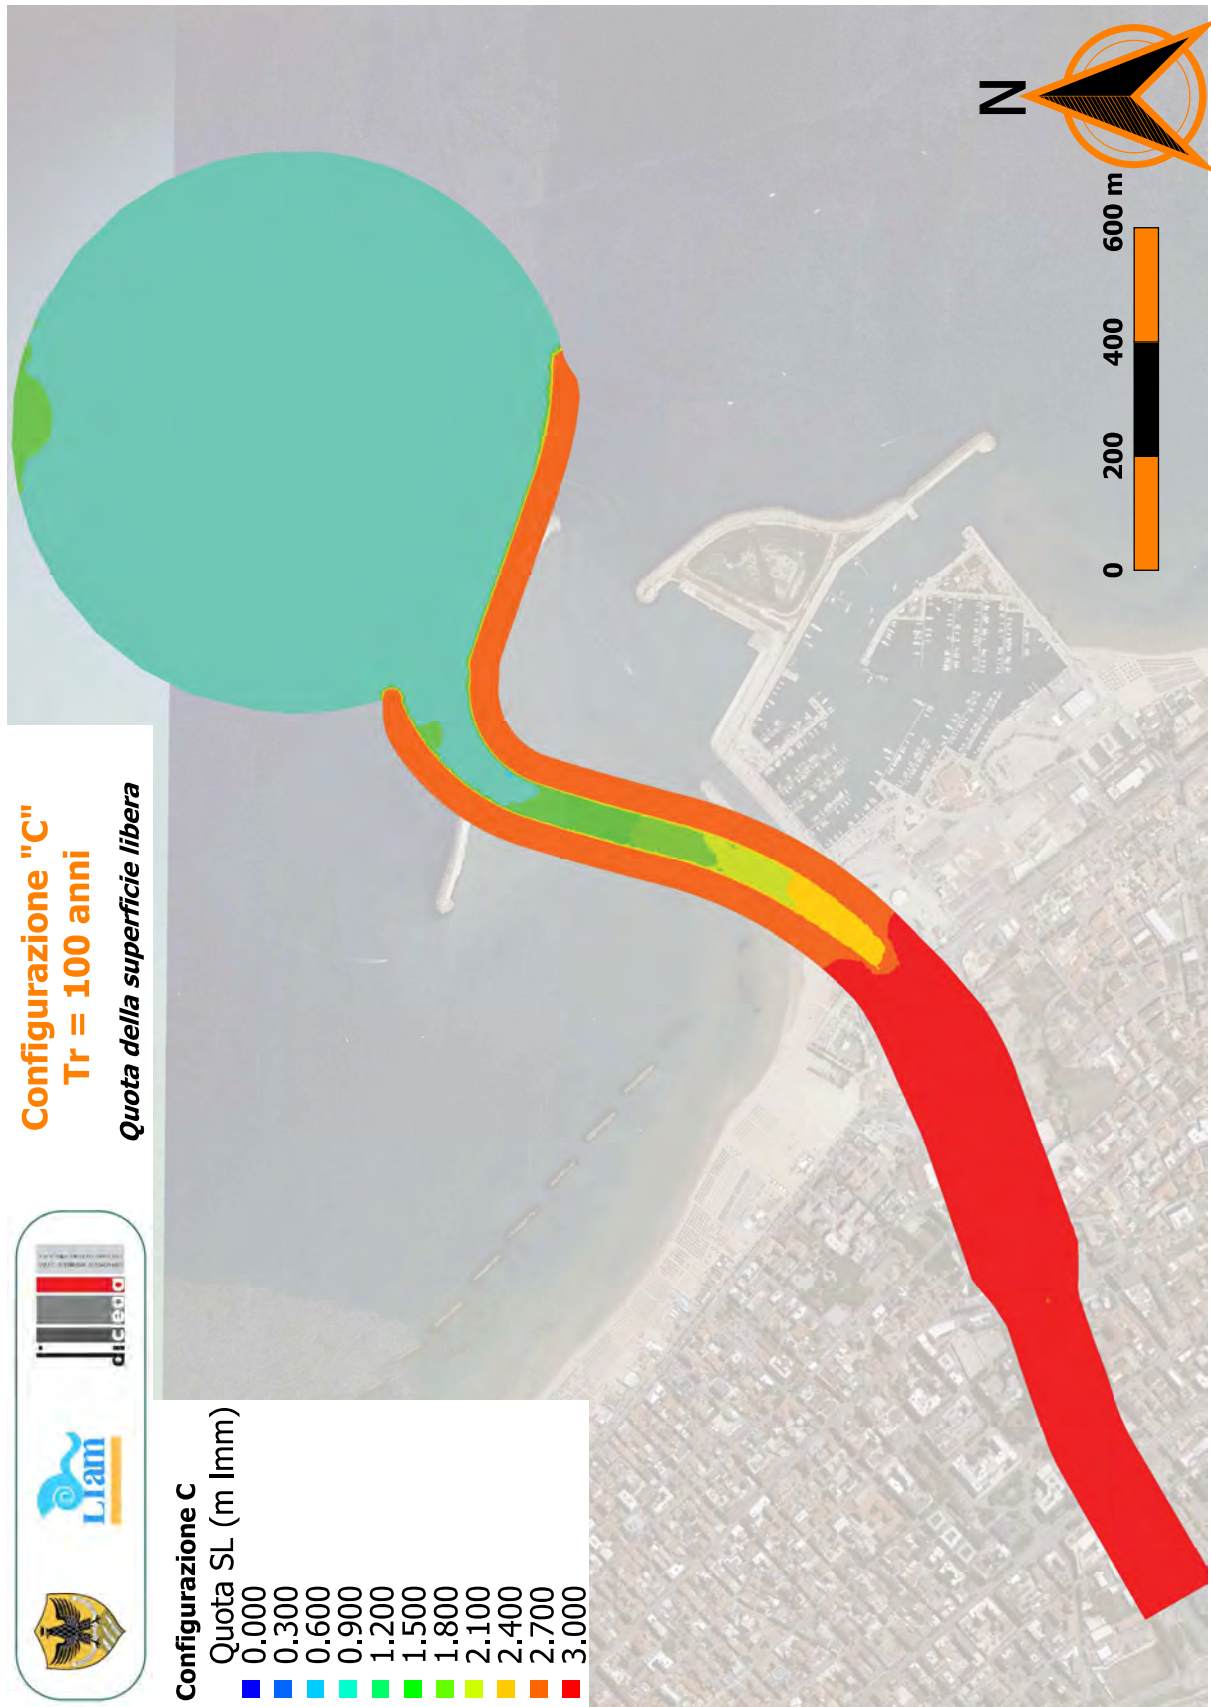 Configurazione "C"
Tr = 100 anni
Quota della superficie libera
LIam
dicea
Configurazione C
Quota SL (m lmm)
0.000
0.300
0.600
0.900
1.200
1.500
1.800
2.100
2.400
2.700
3.000
N
0 200 400 600 m